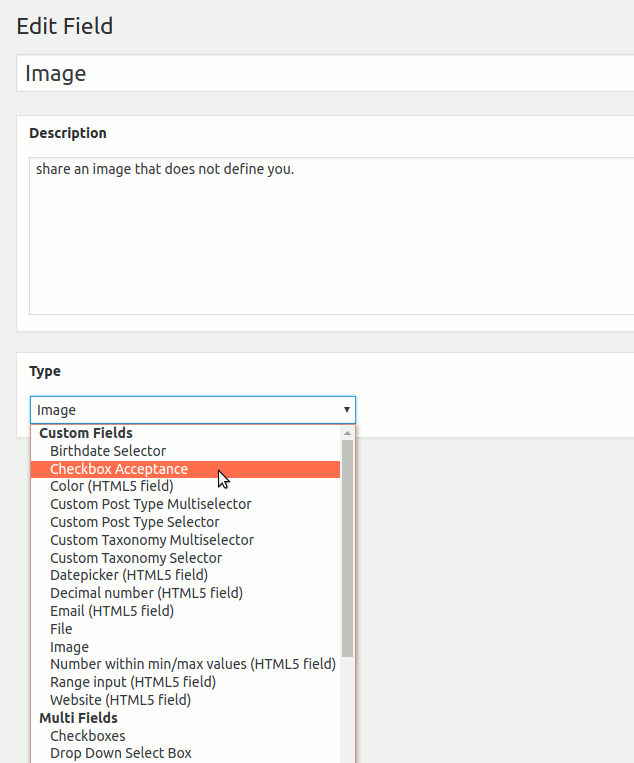 Edit Field
Image
Description
share an image that does not define you.
Type
Image
Custom Fields
Birthdate Selector
Checkbox Acceptance
Color (HTML5 field)
Custom Post Type Multiselector
Custom Post Type Selector
Custom Taxonomy Multiselector
Custom Taxonomy Selector
Datepicker (HTML5 field)
Decimal number (HTML5 field)
Email (HTML5 field)
File
Image
Number within min/max values (HTML5 field)
Range input (HTML5 field)
Website (HTML5 field)
Multi Fields
Checkboxes
Drop Down Select Box